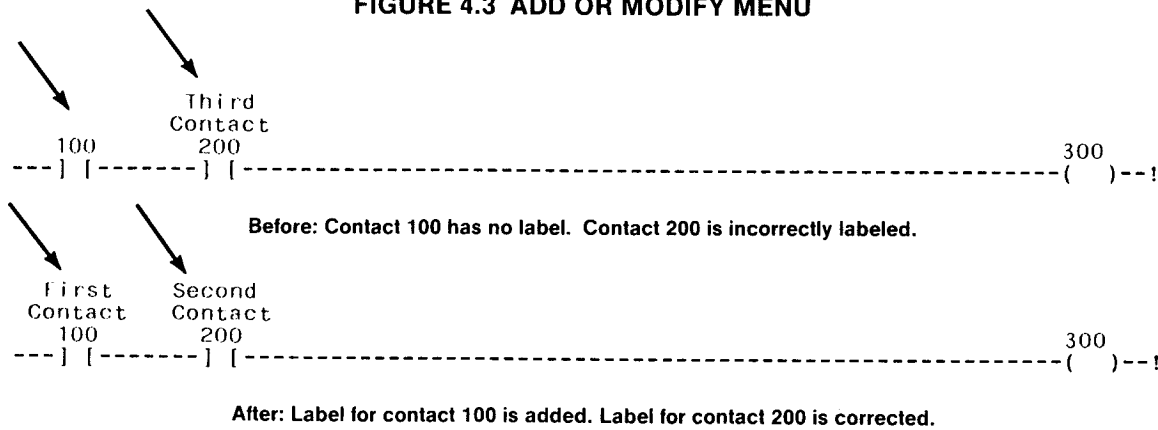 FIGURE 4.3 ADD OR MODIFY MENU
Third
Contact
100 200 300
---] [-------] [----------------------------------------------------------( )--!
Before: Contact 100 has no label. Contact 200 is incorrectly labeled.
First Second
Contact Contact
100 200 300
---] [-------] [----------------------------------------------------------( )--!
After: Label for contact 100 is added. Label for contact 200 is corrected.